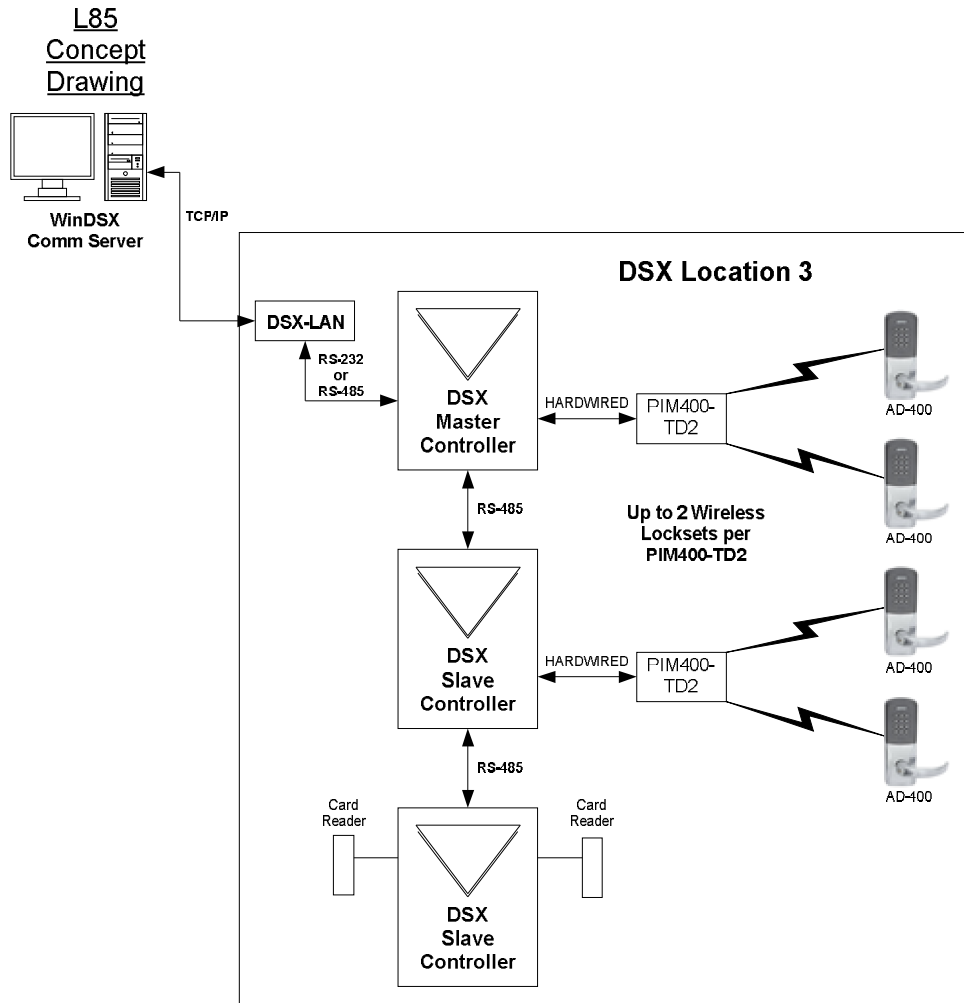 L85
Concept
Drawing
WinDSX
Comm Server
TCP/IP
DSX Location 3
DSX-LAN
RS-232
or
RS-485
DSX
Master
Controller
HARDWIRED
PIM400-
TD2
AD-400
AD-400
RS-485
Up to 2 Wireless
Locksets per
PIM400-TD2
DSX
Slave
Controller
HARDWIRED
PIM400-
TD2
AD-400
AD-400
RS-485
Card
Reader
Card
Reader
DSX
Slave
Controller